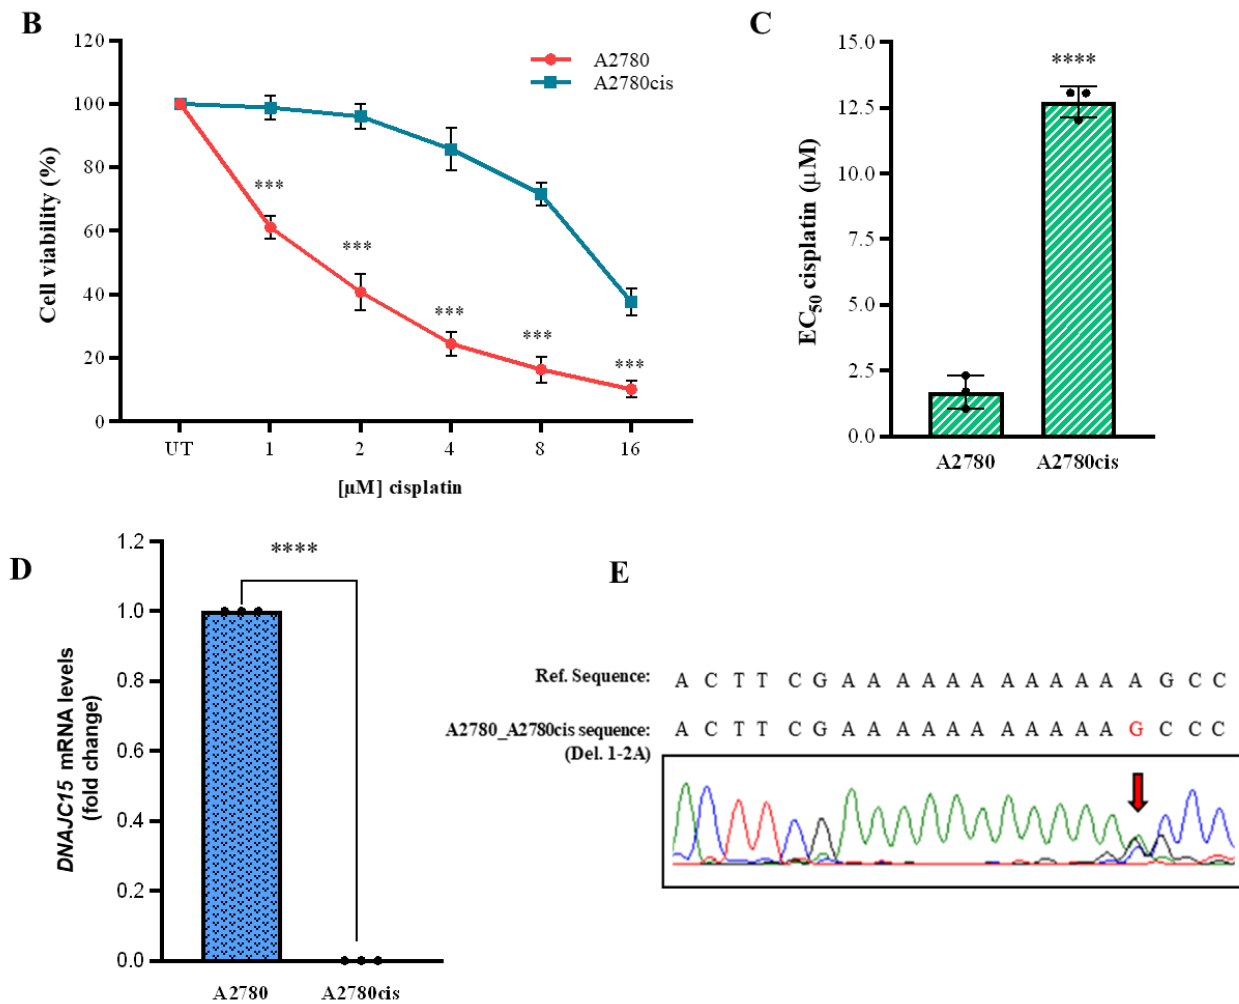 B
120
100
80
60
40
20
0
Cell viability (%)
A2780
A2780cis
***
***
***
***
***
UT 1 2 4 8 16
[µM] cisplatin
C
15.0
12.5
10.0
7.5
5.0
2.5
0.0
EC50 cisplatin (µM)
****
A2780 A2780cis
D
1.2
1.0
0.8
0.6
0.4
0.2
0.0
DNAJC15 mRNA levels
(fold change)
****
A2780 A2780cis
E
Ref. Sequence: A C T T C G A A A A A A A A A A A A G C C
A2780_A2780cis sequence: A C T T C G A A A A A A A A A A A G C C C
(Del. 1-2A)